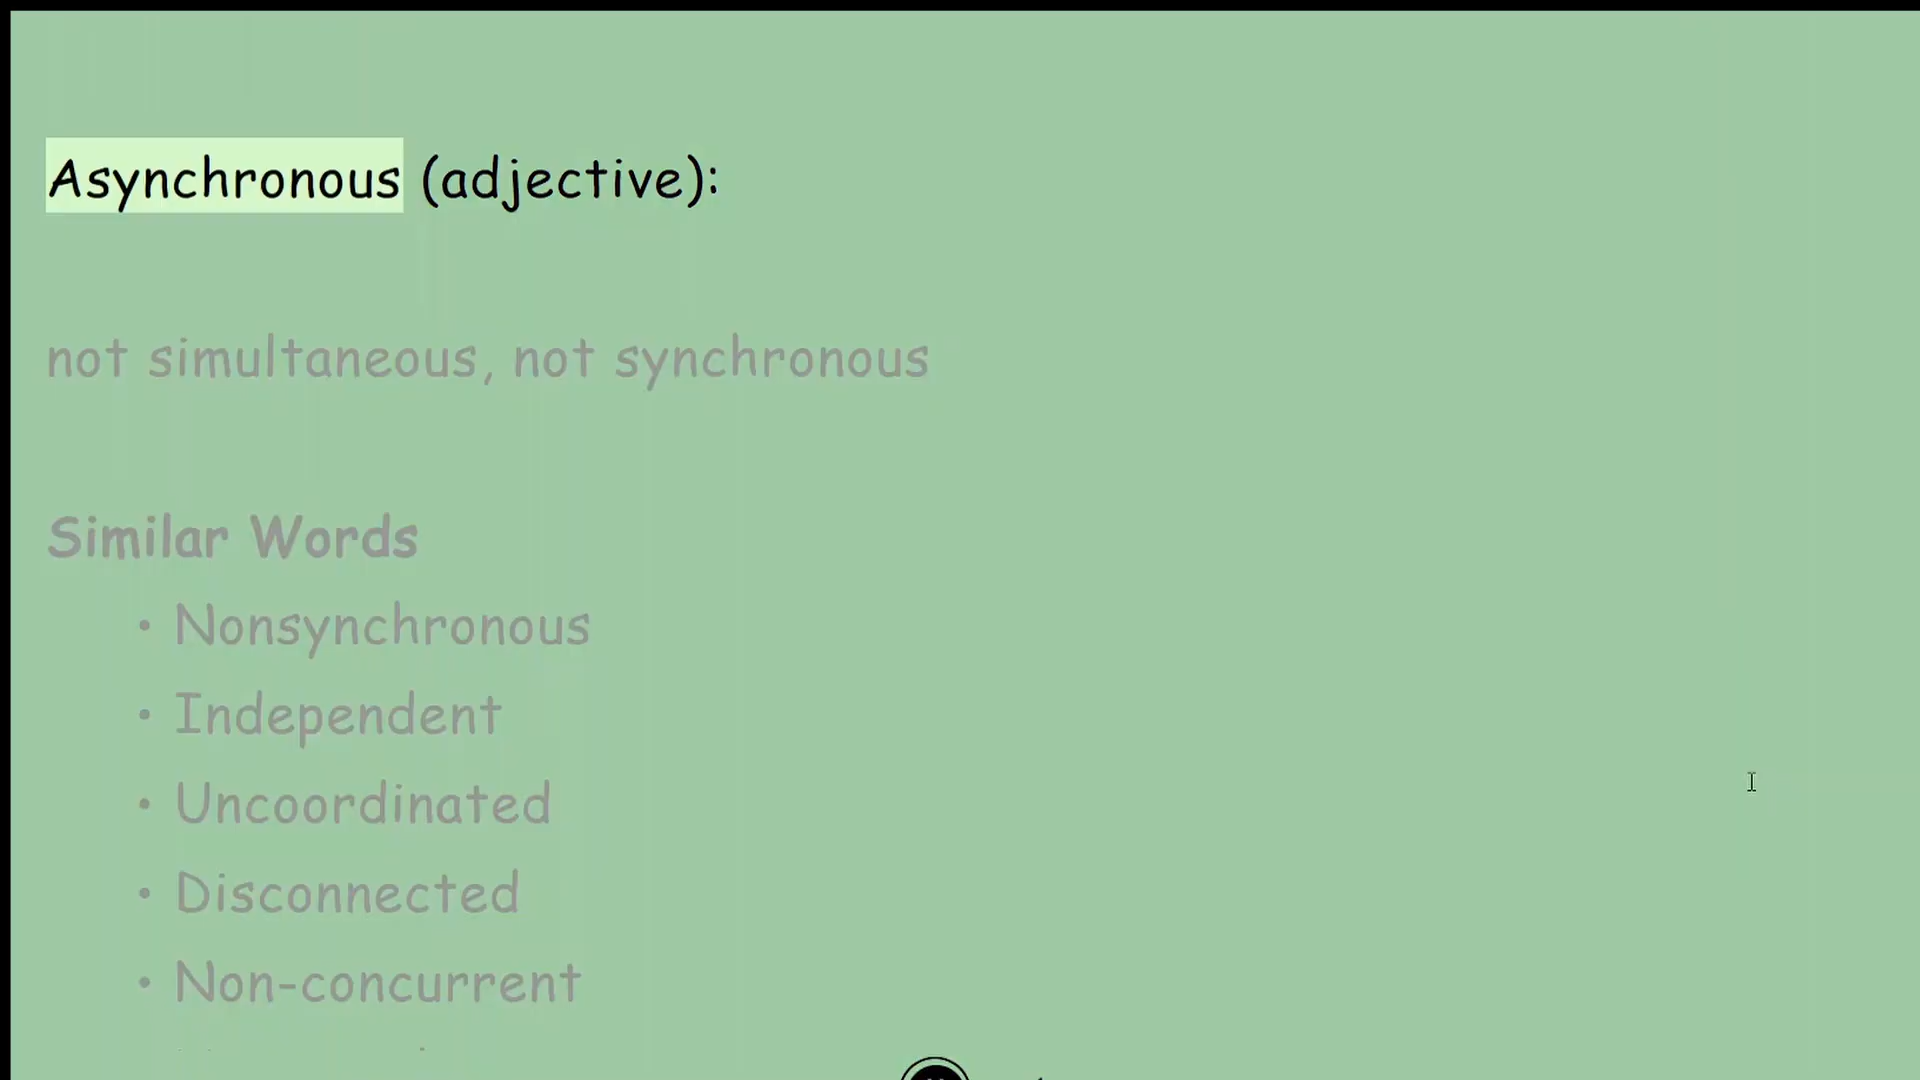 Asynchronous (adjective):
not simultaneous, not synchronous
Similar Words
• Nonsynchronous
• Independent
• Uncoordinated
• Disconnected
• Non-concurrent